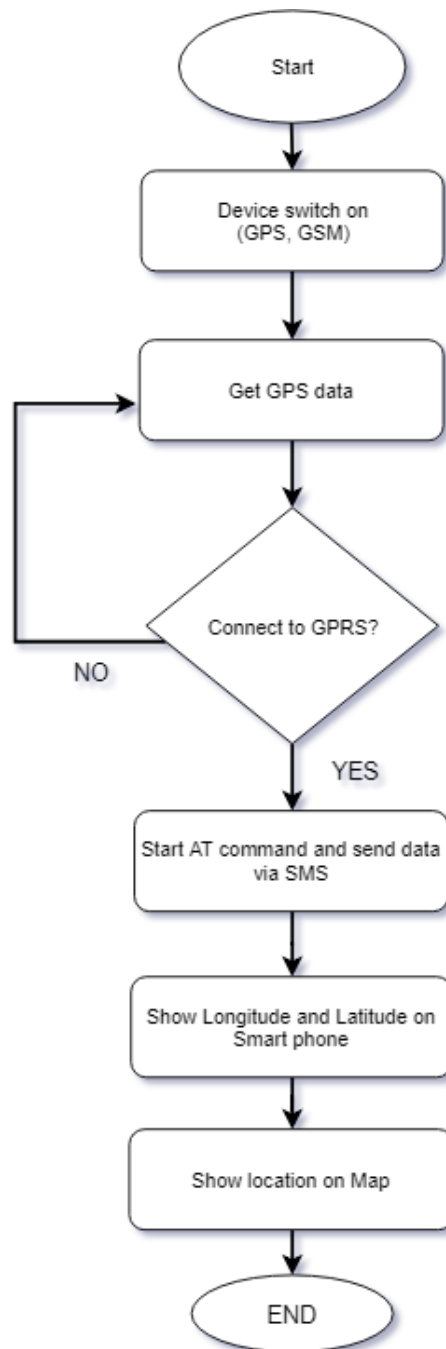 Start
Device switch on
(GPS, GSM)
Get GPS data
Connect to GPRS?
NO
YES
Start AT command and send data
via SMS
Show Longitude and Latitude on
Smart phone
Show location on Map
END